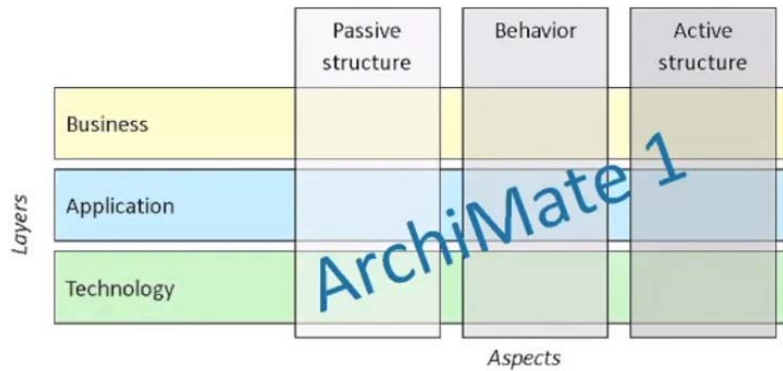 Passive
structure
Behavior
Active
structure
Business
Application
Technology
Layers
ArchiMate 1
Aspects